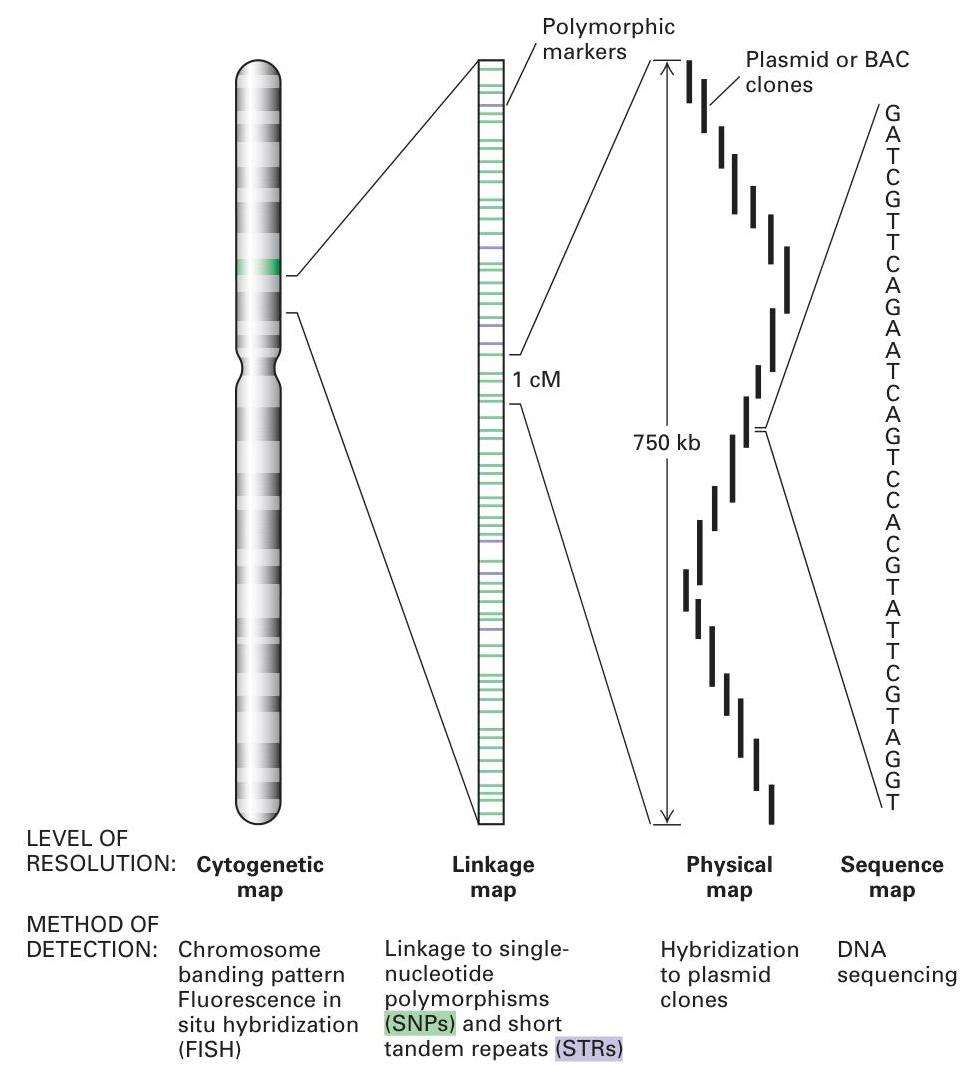 Polymorphic
markers
Plasmid or BAC
clones
1 cM
750 kb
G
A
T
C
G
T
T
C
A
G
A
A
T
C
A
G
T
C
C
A
C
G
T
A
T
T
C
G
T
A
G
G
T
LEVEL OF
RESOLUTION:
Cytogenetic
map
Linkage
map
Physical
map
Sequence
map
METHOD OF
DETECTION:
Chromosome
banding pattern
Fluorescence in
situ hybridization
(FISH)
Linkage to single-
nucleotide
polymorphisms
(SNPs) and short
tandem repeats (STRs)
Hybridization
to plasmid
clones
DNA
sequencing